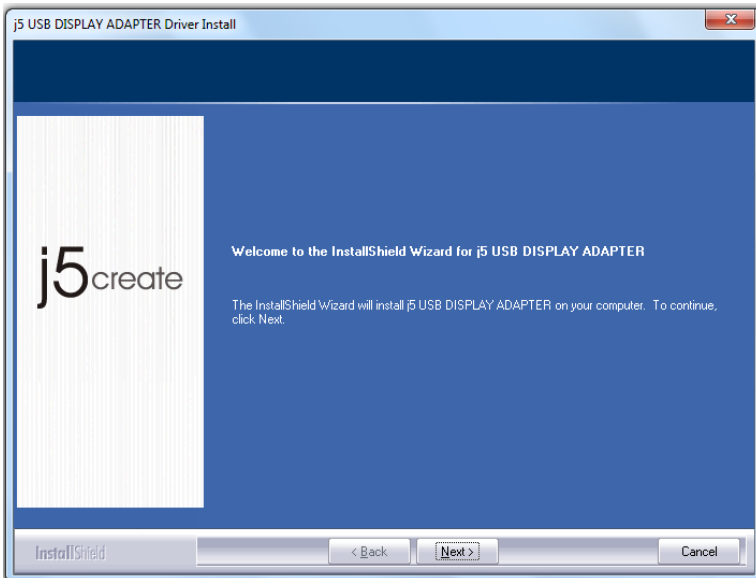 j5 USB DISPLAY ADAPTER Driver Install
j5create
Welcome to the InstallShield Wizard for j5 USB DISPLAY ADAPTER
The InstallShield Wizard will install j5 USB DISPLAY ADAPTER on your computer. To continue,
click Next.
InstallShield
< Back
Next >
Cancel